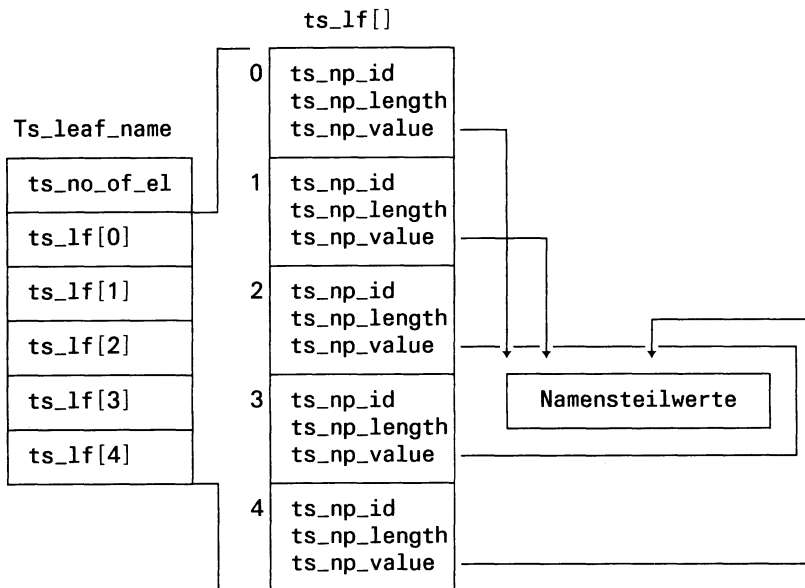 ts_lf[]
Ts_leaf_name
ts_no_of_el
ts_lf[0]
ts_lf[1]
ts_lf[2]
ts_lf[3]
ts_lf[4]
0
ts_np_id
ts_np_length
ts_np_value
1
ts_np_id
ts_np_length
ts_np_value
2
ts_np_id
ts_np_length
ts_np_value
3
ts_np_id
ts_np_length
ts_np_value
4
ts_np_id
ts_np_length
ts_np_value
Namensteilwerte